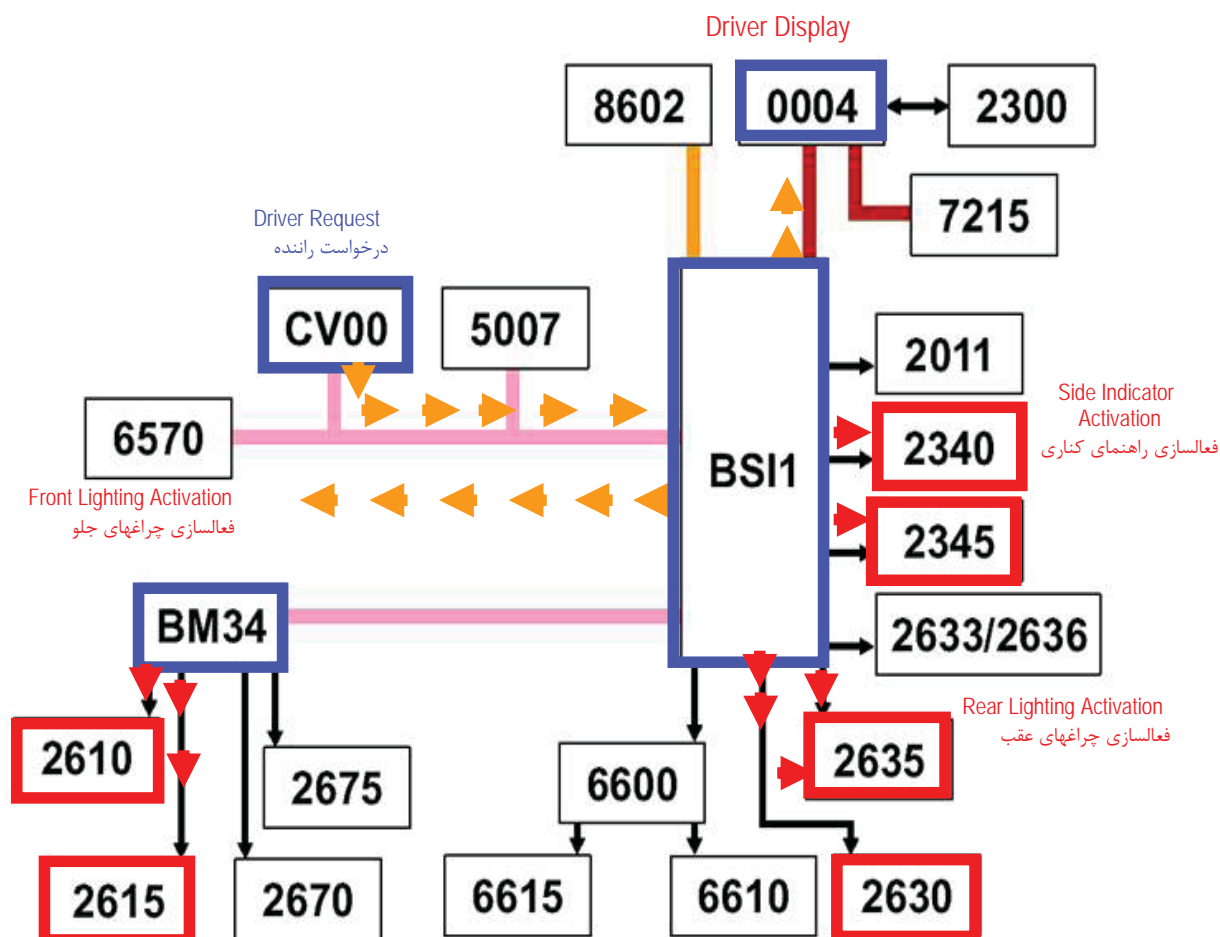 Driver Display
8602
0004
2300
7215
Driver Request
درخواست راننده
CV00
5007
2011
6570
BSI1
Side Indicator
Activation
فعالسازی راهنمای کناری
2340
Front Lighting Activation
فعالسازی چراغهای جلو
2345
BM34
2633/2636
Rear Lighting Activation
فعالسازی چراغهای عقب
2610
2675
6600
2635
2615
2670
6615
6610
2630